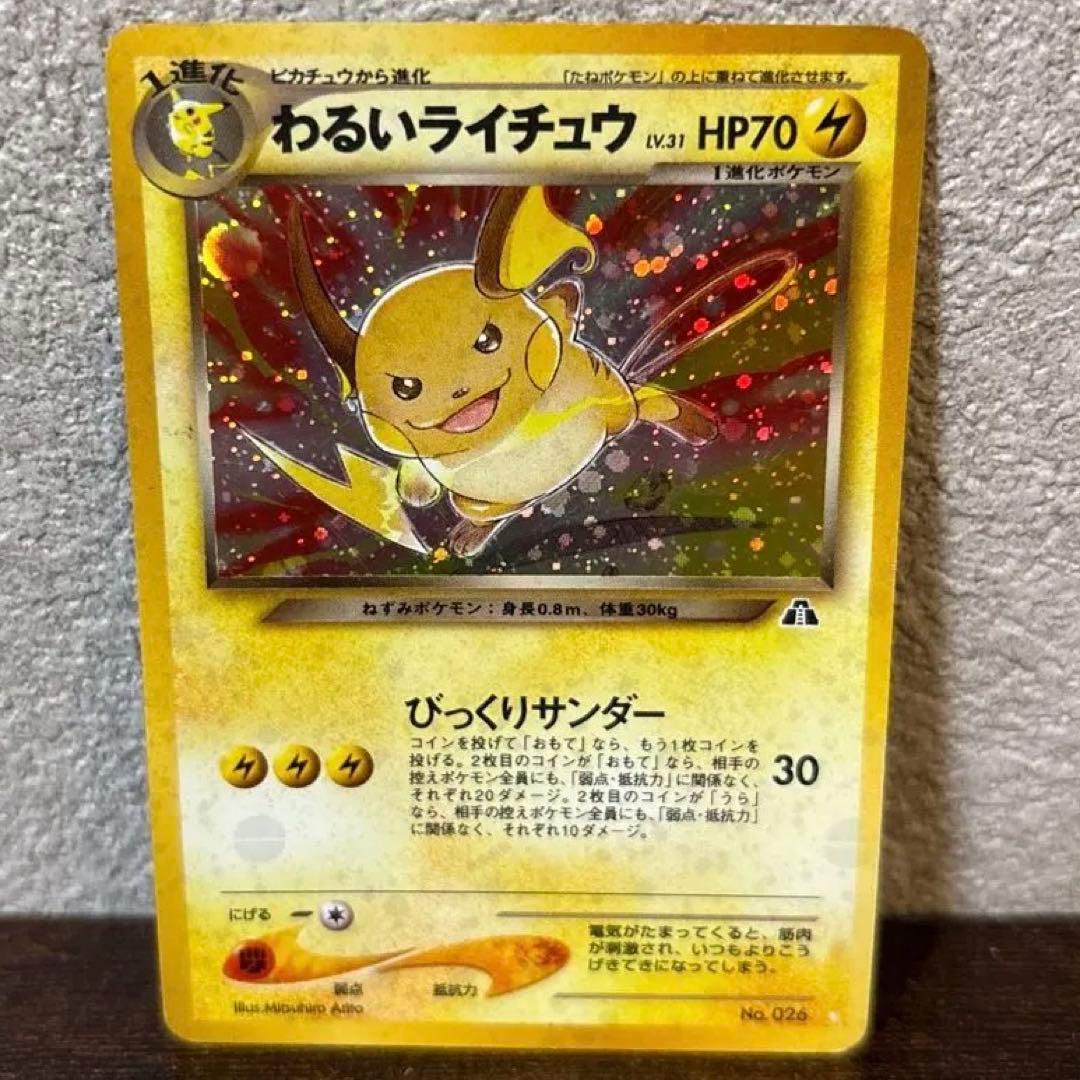 1進化
ピカチュウから進化
「たねポケモン」の上に重ねて進化させます。
わるいライチュウ LV.31 HP70
1進化ポケモン
ねずみポケモン：身長0.8m、体重30kg
びっくりサンダー
コインを投げて「おもて」なら、もう1枚コインを
投げる。2枚目のコインが「おもて」なら、相手の
控えポケモン全員にも、「弱点・抵抗力」に関係なく、
それぞれ20ダメージ。2枚目のコインが「うら」
なら、相手の控えポケモン全員にも、「弱点・抵抗力」
に関係なく、それぞれ10ダメージ。
30
にげる
弱点
抵抗力
電気がたまってくると、筋肉
が刺激され、いつもよりこう
げきてきになってしまう。
Illus.Mitsuhiro Arita
No. 026